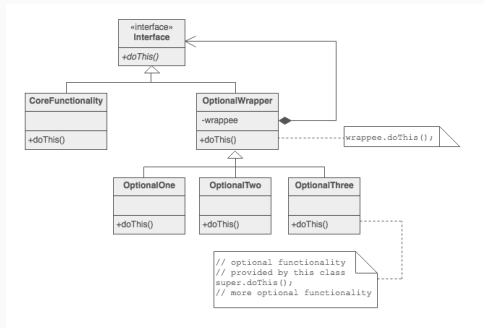 «interface»
Interface
+doThis()
CoreFunctionality
+doThis()
OptionalWrapper
-wrappee
+doThis()
wrappee.doThis();
OptionalOne
+doThis()
OptionalTwo
+doThis()
OptionalThree
+doThis()
// optional functionality
// provided by this class
super.doThis();
// more optional functionality